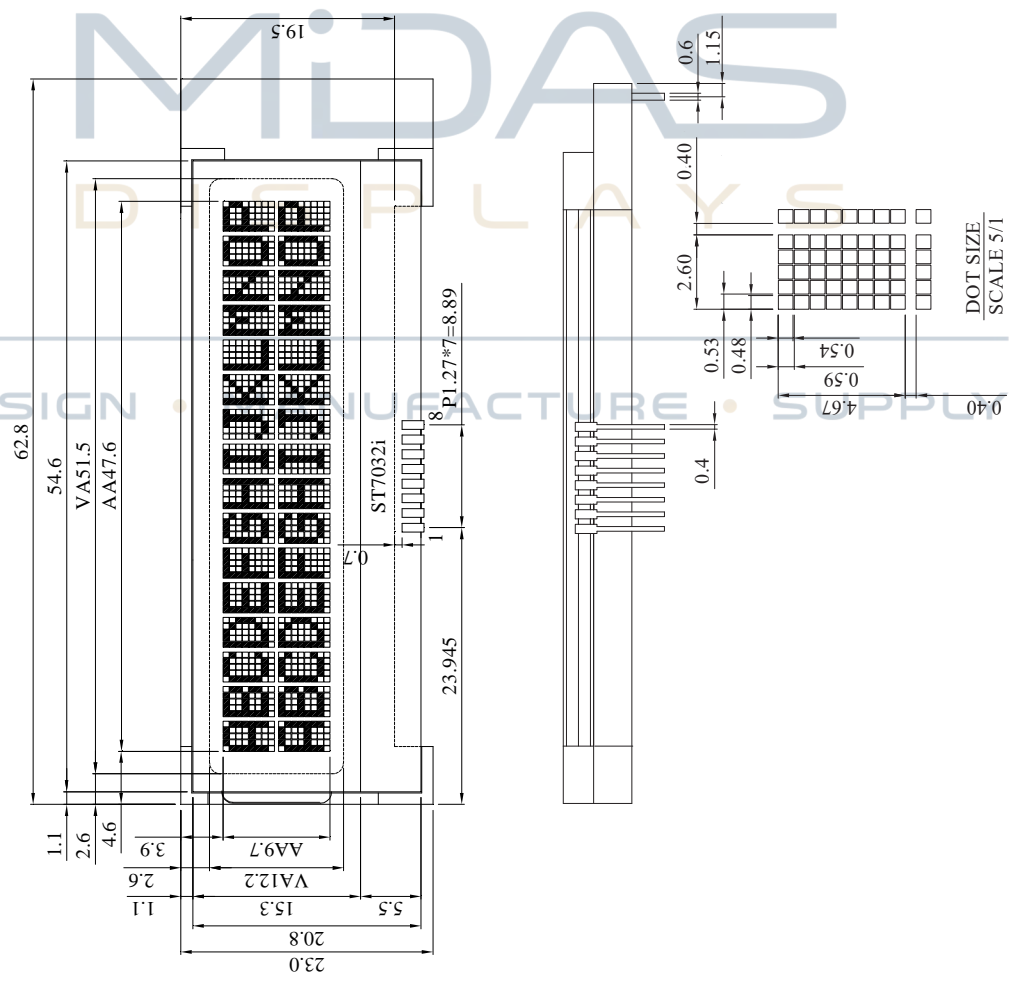 MiDAS
DISPLAYS
SIGN • MANUFACTURE • SUPPLY
19.5
62.8
54.6
VA51.5
AA47.6
1.1
2.6
4.6
3.9
AA9.7
2.6
VA12.2
1.1
15.3
5.5
20.8
23.0
ABCDEFGHIJKLMNOP
ABCDEFGHIJKLMNOP
ST7032i
P1.27*7=8.89
8
1
0.7
23.945
0.6
1.15
0.40
2.60
0.53
0.48
0.54
0.59
4.67
0.40
0.4
DOT SIZE
SCALE 5/1